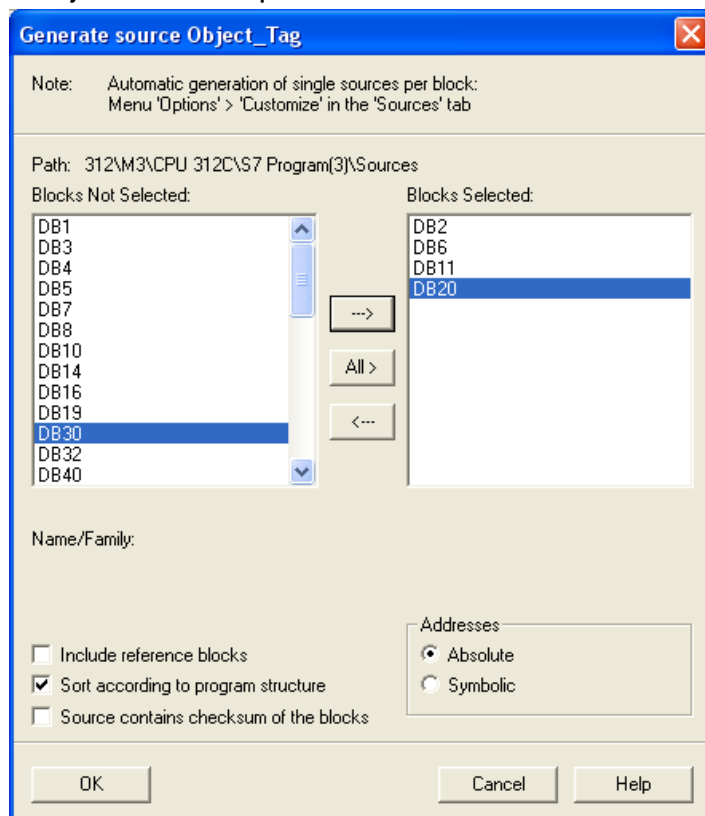 Generate source Object_Tag
Note: Automatic generation of single sources per block:
Menu 'Options' > 'Customize' in the 'Sources' tab
Path: 312\M3\CPU 312C\S7 Program(3)\Sources
Blocks Not Selected:
Blocks Selected:
DB1
DB3
DB4
DB5
DB7
DB8
DB10
DB14
DB16
DB19
DB30
DB32
DB40
--->
All >
<---
DB2
DB6
DB11
DB20
Name/Family:
Include reference blocks
Sort according to program structure
Source contains checksum of the blocks
Addresses
Absolute
Symbolic
OK
Cancel
Help